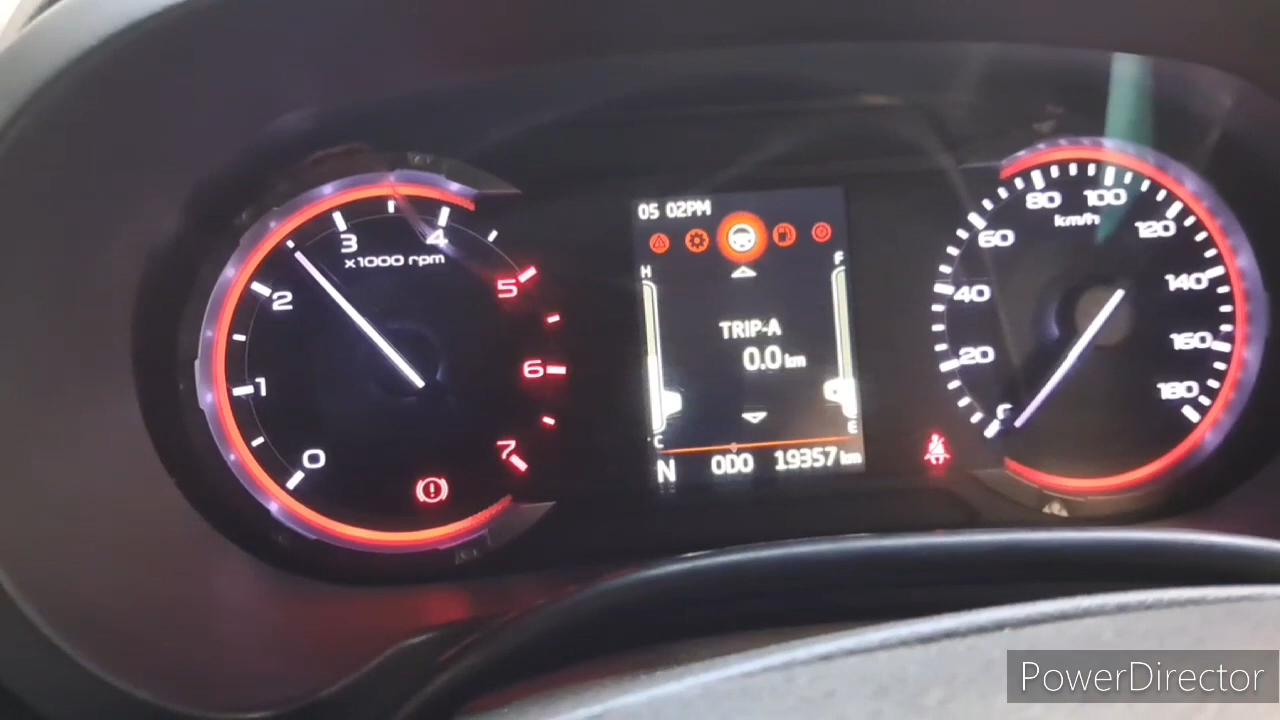 0
1
2
3
4
5
6
7
x1000 rpm
05 02PM
H
F
TRIP-A
0.0 km
C
E
N ODO 19357 km
20
40
60
80
100
120
140
160
180
km/h
PowerDirector